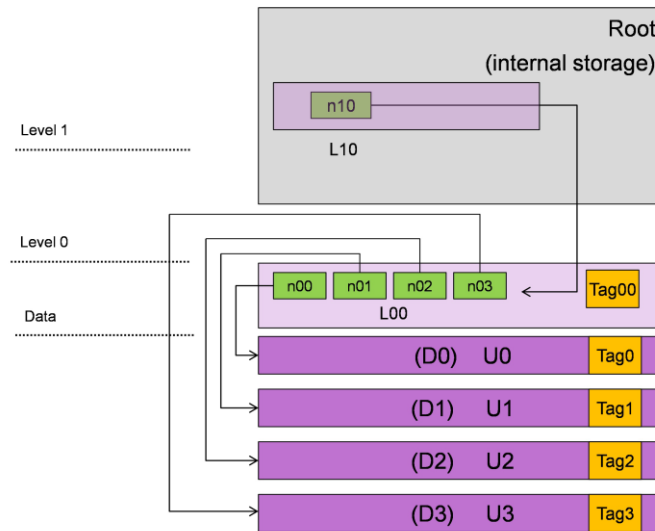 Root
(internal storage)
n10
Level 1
L10
Level 0
n00 n01 n02 n03 Tag00
L00
Data
(D0) U0 Tag0
(D1) U1 Tag1
(D2) U2 Tag2
(D3) U3 Tag3